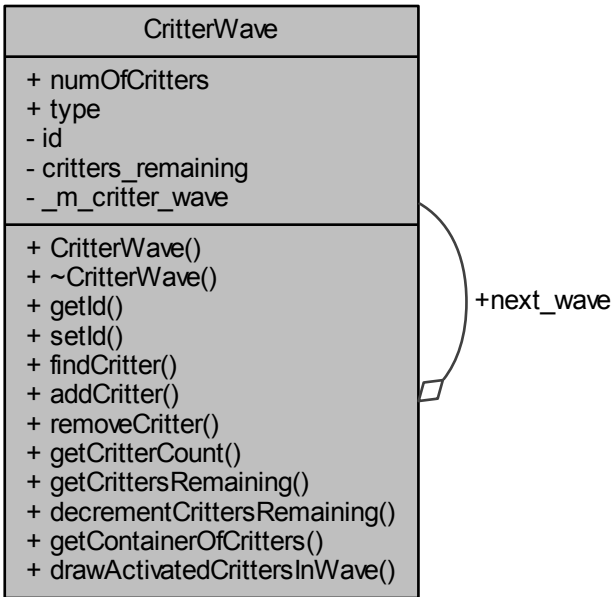 CritterWave
+ numOfCritters
+ type
- id
- critters_remaining
- _m_critter_wave
+ CritterWave()
+ ~CritterWave()
+ getId()
+ setId()
+ findCritter()
+ addCritter()
+ removeCritter()
+ getCritterCount()
+ getCrittersRemaining()
+ decrementCrittersRemaining()
+ getContainerOfCritters()
+ drawActivatedCrittersInWave()
+next_wave